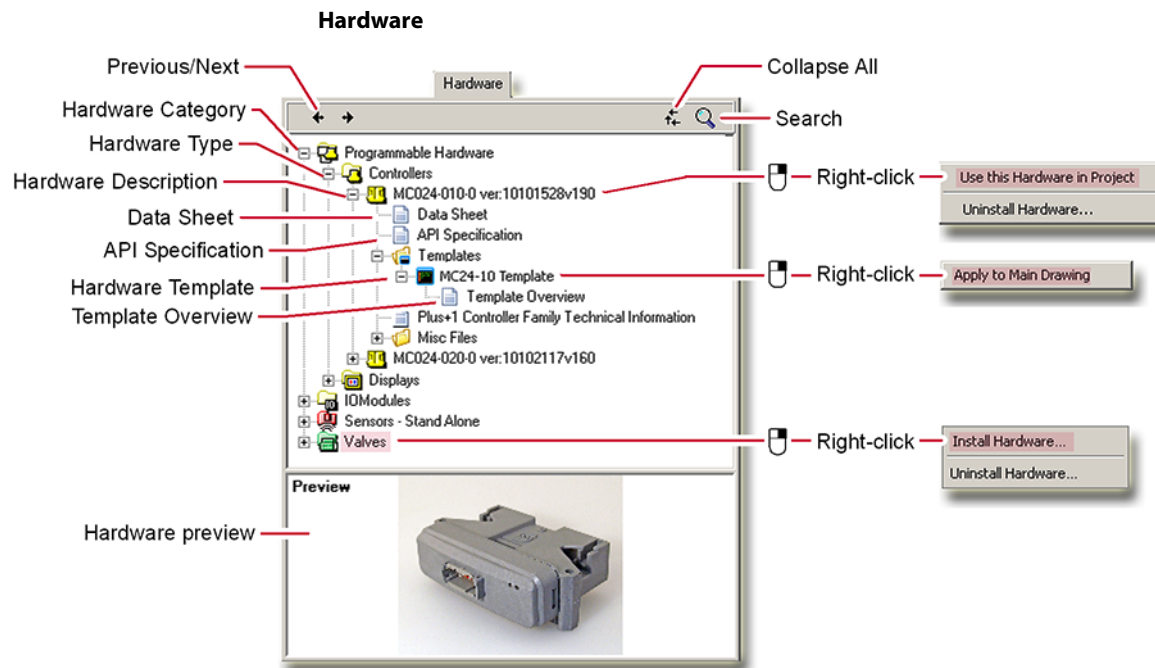 Hardware
Previous/Next
Hardware
Collapse All
Hardware Category
Search
Hardware Type
Programmable Hardware
Controllers
Hardware Description
MC024-010-0 ver:10101528v190
Right-click
Use this Hardware in Project
Uninstall Hardware...
Data Sheet
Data Sheet
API Specification
API Specification
Templates
Hardware Template
MC24-10 Template
Right-click
Apply to Main Drawing
Template Overview
Template Overview
Plus+1 Controller Family Technical Information
Misc Files
MC024-020-0 ver:10102117v160
Displays
IOModules
Sensors - Stand Alone
Valves
Right-click
Install Hardware...
Uninstall Hardware...
Preview
Hardware preview